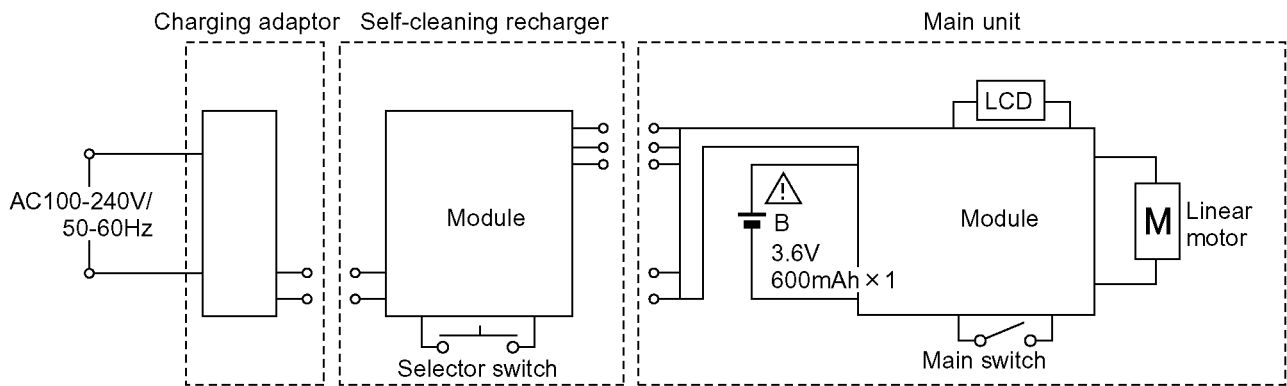 Charging adaptor
Self-cleaning recharger
Main unit
LCD
AC100-240V/
50-60Hz
Module
B
3.6V
600mAh×1
Module
M
Linear
motor
Selector switch
Main switch